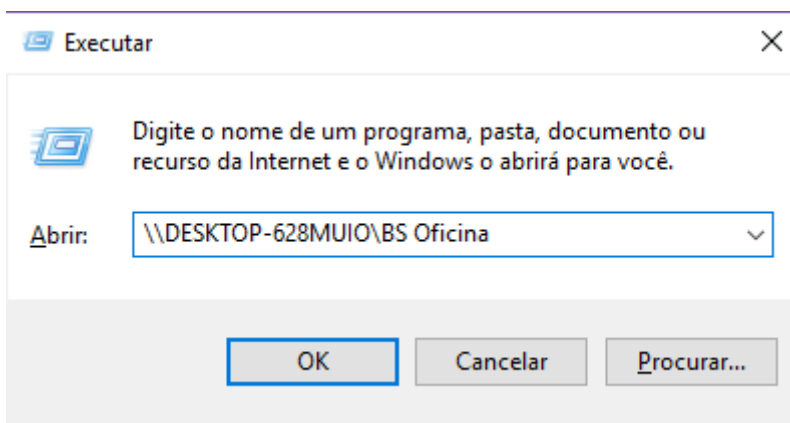 Executar
Digite o nome de um programa, pasta, documento ou
recurso da Internet e o Windows o abrirá para você.
Abrir: \\DESKTOP-628MUIO\BS Oficina
OK Cancelar Procurar...